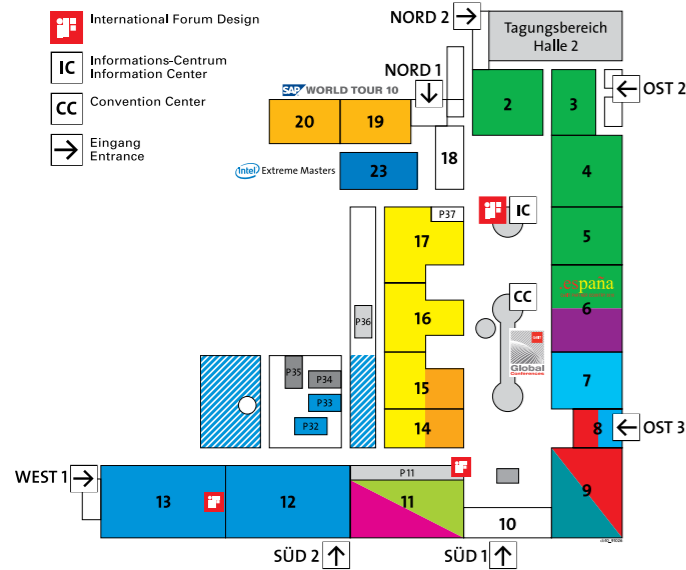 International Forum Design
IC
Informations-Centrum
Information Center
CC
Convention Center
Eingang
Entrance
NORD 2
Tagungsbereich
Halle 2
NORD 1
SAP WORLD TOUR 10
OST 2
2
3
20
19
18
(intel) Extreme Masters
23
4
P37
IC
17
5
.españa
CC
P36
16
6
Global
Conferences
P35
P34
15
7
P33
P32
14
8
OST 3
WEST 1
P11
13
12
11
9
10
SÜD 2
SÜD 1